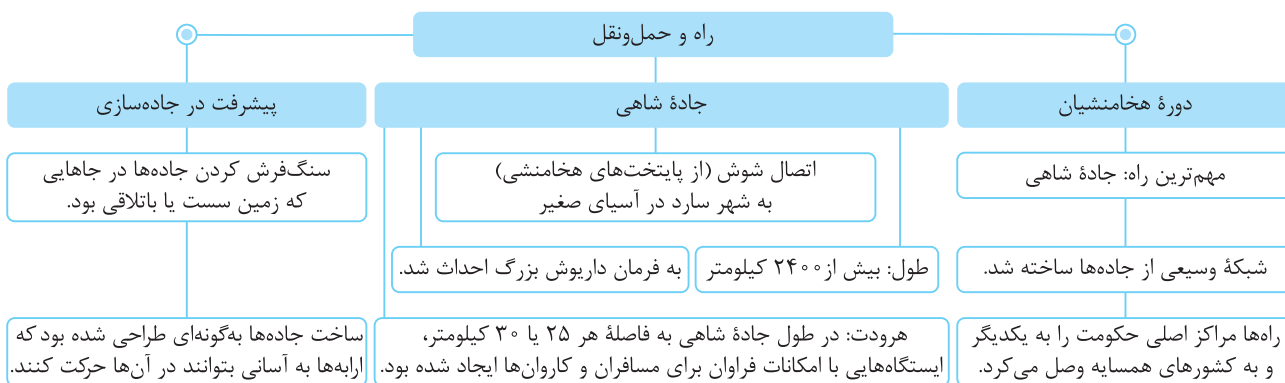 راه و حمل‌ونقل
دورهٔ هخامنشیان
مهم‌ترین راه: جادهٔ شاهی
شبکهٔ وسیعی از جاده‌ها ساخته شد.
راه‌ها مراکز اصلی حکومت را به یکدیگر
و به کشورهای همسایه وصل می‌کرد.
جادهٔ شاهی
اتصال شوش (از پایتخت‌های هخامنشی)
به شهر سارد در آسیای صغیر
طول: بیش از ۲۴۰۰ کیلومتر
به فرمان داریوش بزرگ احداث شد.
هرودت: در طول جادهٔ شاهی به فاصلهٔ هر ۲۵ یا ۳۰ کیلومتر،
ایستگاه‌هایی با امکانات فراوان برای مسافران و کاروان‌ها ایجاد شده بود.
پیشرفت در جاده‌سازی
سنگ‌فرش کردن جاده‌ها در جاهایی
که زمین سست یا باتلاقی بود.
ساخت جاده‌ها به‌گونه‌ای طراحی شده بود که
ارابه‌ها به آسانی بتوانند در آن‌ها حرکت کنند.